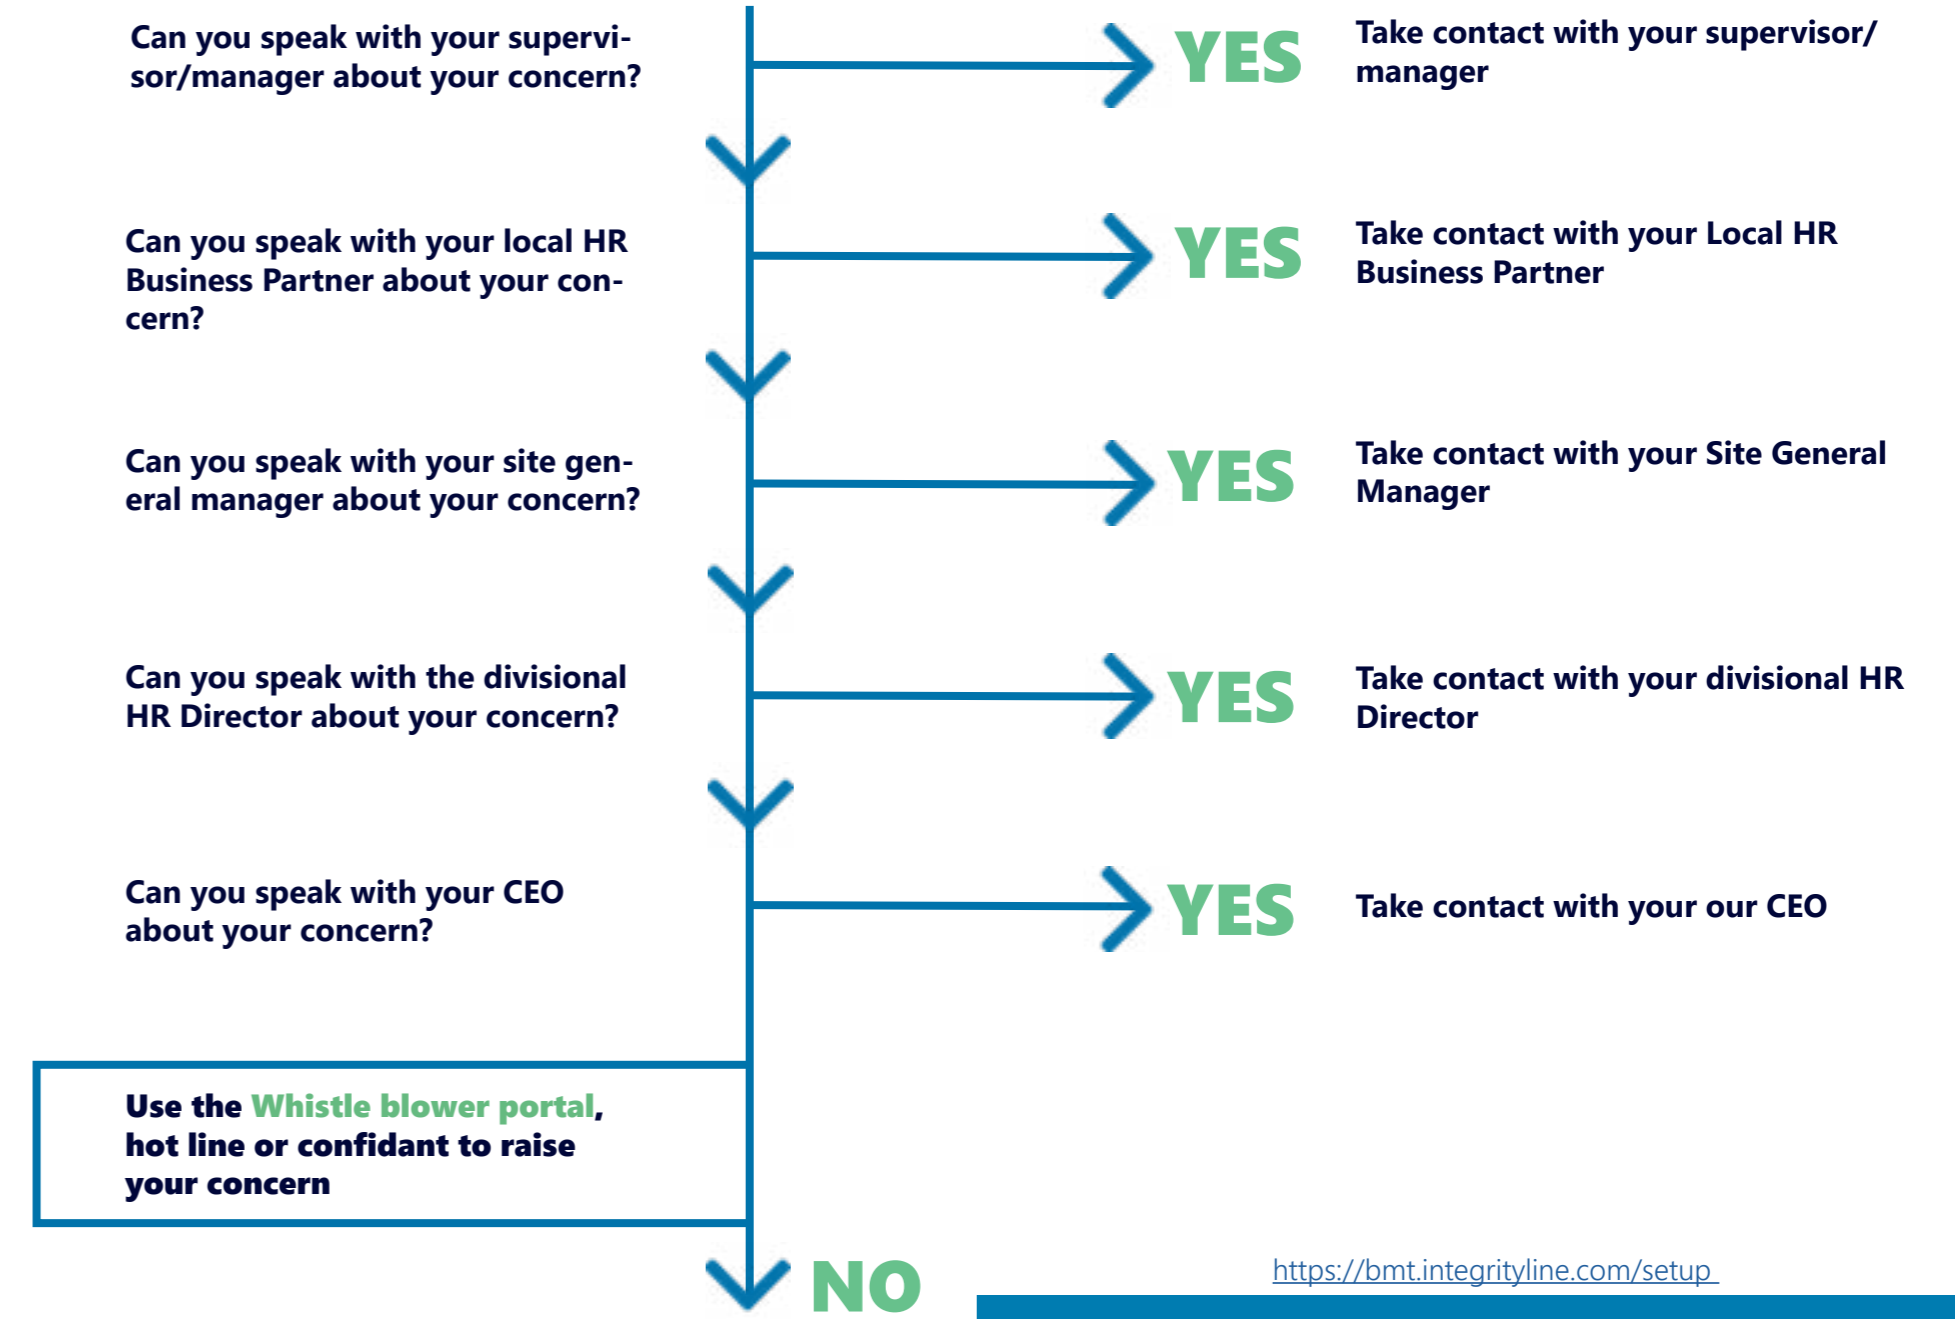 Can you speak with your supervi-
sor/manager about your concern?
YES
Take contact with your supervisor/
manager
Can you speak with your local HR
Business Partner about your con-
cern?
YES
Take contact with your Local HR
Business Partner
Can you speak with your site gen-
eral manager about your concern?
YES
Take contact with your Site General
Manager
Can you speak with the divisional
HR Director about your concern?
YES
Take contact with your divisional HR
Director
Can you speak with your CEO
about your concern?
YES
Take contact with your our CEO
Use the Whistle blower portal,
hot line or confidant to raise
your concern
NO
https://bmt.integrityline.com/setup